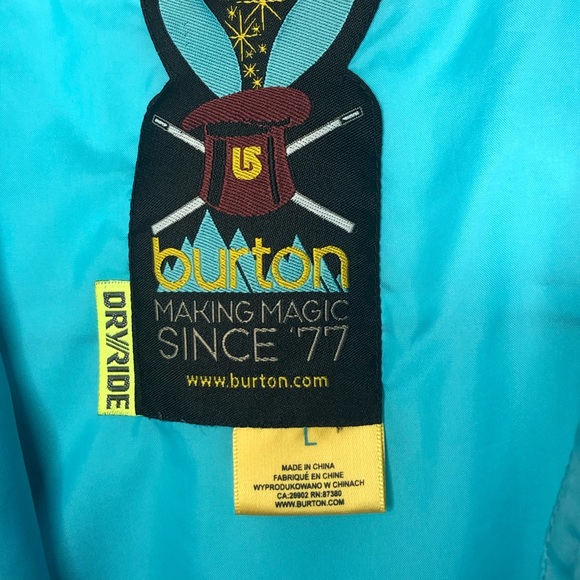 burton
MAKING MAGIC
SINCE '77
www.burton.com
DRY//RIDE
L
MADE IN CHINA
FABRIQUÉ EN CHINE
WYPRODUKOWANO W CHINACH
CA:26902 RN:87380
WWW.BURTON.COM